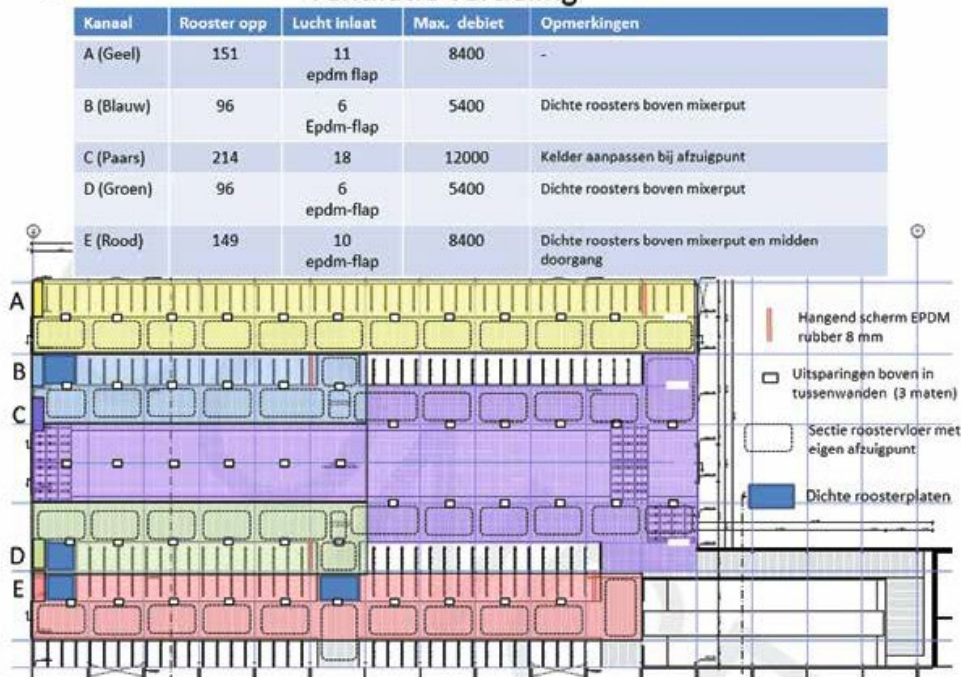 Kanaal Rooster opp Lucht inlaat Max. debiet Opmerkingen
A (Geel) 151 11 8400 -
epdm flap
B (Blauw) 96 6 5400 Dichte roosters boven mixerput
Epdm-flap
C (Paars) 214 18 12000 Kelder aanpassen bij afzuigpunt
D (Groen) 96 6 5400 Dichte roosters boven mixerput
epdm-flap
E (Rood) 149 10 8400 Dichte roosters boven mixerput en midden
epdm-flap doorgang
A
B
C
D
E
Hangend scherm EPDM
rubber 8 mm
Uitsparingen boven in
tussenwanden (3 maten)
Sectie roostervloer met
eigen afzuigpunt
Dichte roosterplaten